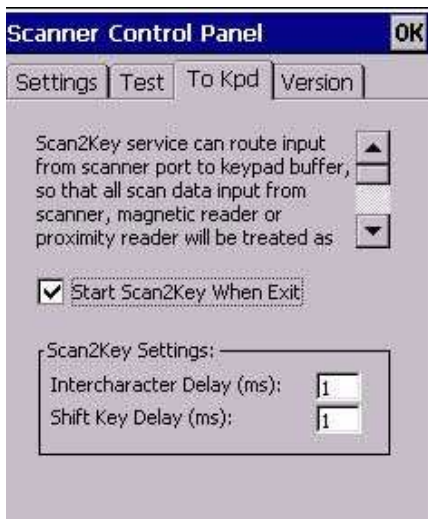 Scanner Control Panel OK
Settings Test To Kpd Version
Scan2Key service can route input
from scanner port to keypad buffer,
so that all scan data input from
scanner, magnetic reader or
proximity reader will be treated as
Start Scan2Key When Exit
Scan2Key Settings:
Intercharacter Delay (ms): 1
Shift Key Delay (ms): 1